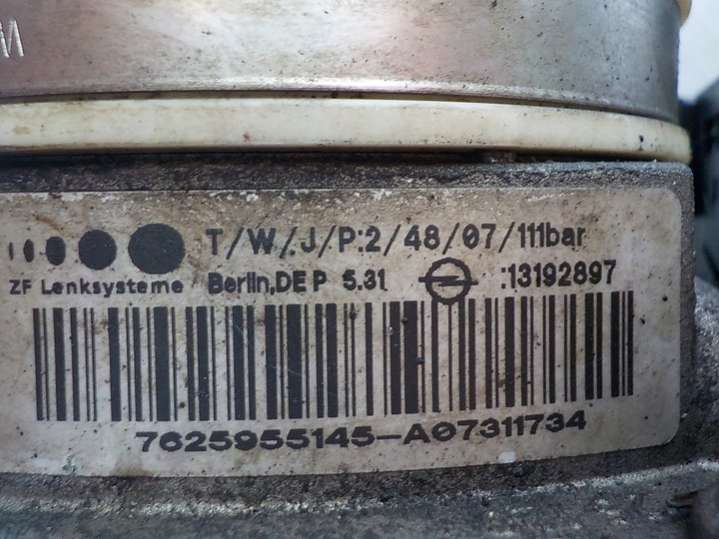 M
T/W/J/P:2/48/07/111bar
ZF Lenksysteme Berlin,DE P 5.31 :13192897
7625955145-A07311734